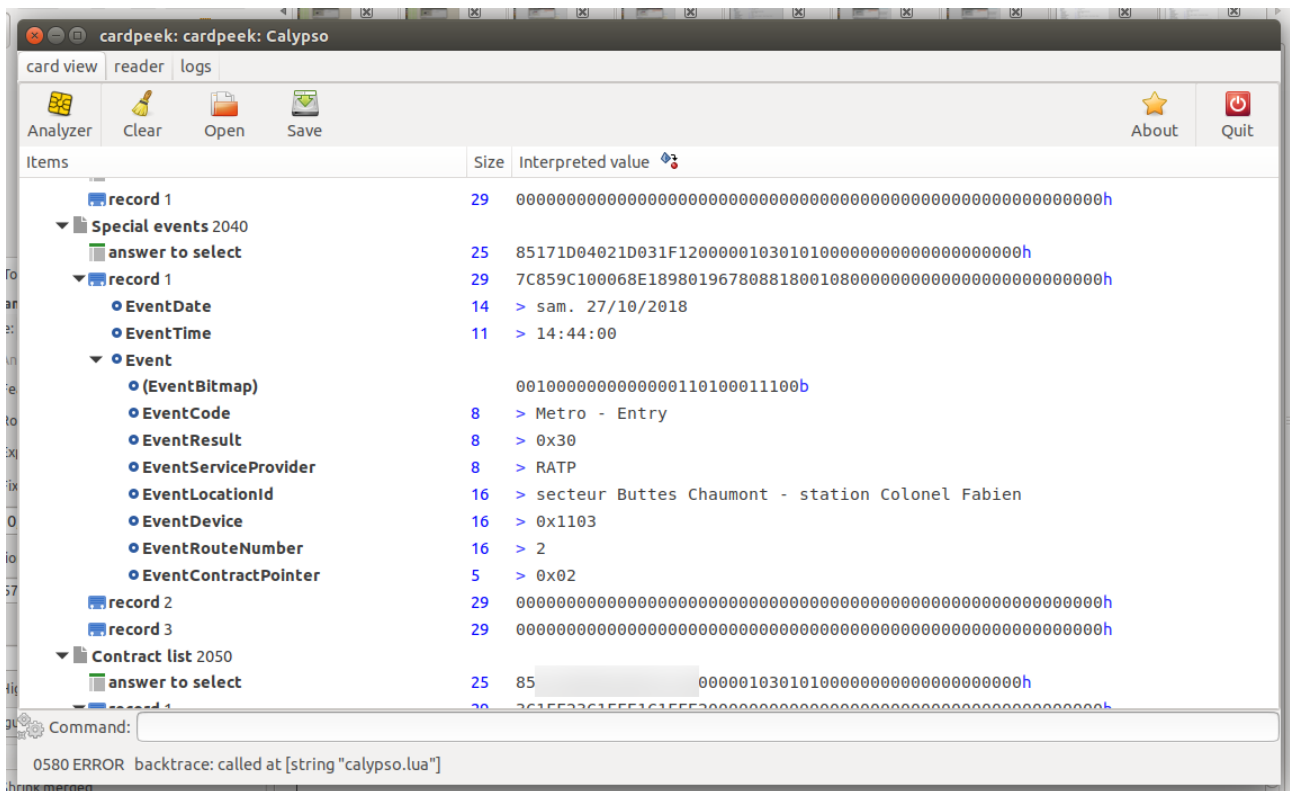 cardpeek: cardpeek: Calypso
card view reader logs
Analyzer Clear Open Save About Quit
Items Size Interpreted value
record 1 29 0000000000000000000000000000000000000000000000000000000000h
Special events 2040
answer to select 25 85171D04021D031F12000001030101000000000000000000000h
record 1 29 7C859C100068E18980196780881800108000000000000000000000000h
EventDate 14 > sam. 27/10/2018
EventTime 11 > 14:44:00
Event
(EventBitmap) 0010000000000000110100011100b
EventCode 8 > Metro - Entry
EventResult 8 > 0x30
EventServiceProvider 8 > RATP
EventLocationId 16 > secteur Buttes Chaumont - station Colonel Fabien
EventDevice 16 > 0x1103
EventRouteNumber 16 > 2
EventContractPointer 5 > 0x02
record 2 29 0000000000000000000000000000000000000000000000000000000000h
record 3 29 0000000000000000000000000000000000000000000000000000000000h
Contract list 2050
answer to select 25 85 000001030101000000000000000000000h
Command:
0580 ERROR backtrace: called at [string "calypso.lua"]
Shrink merged